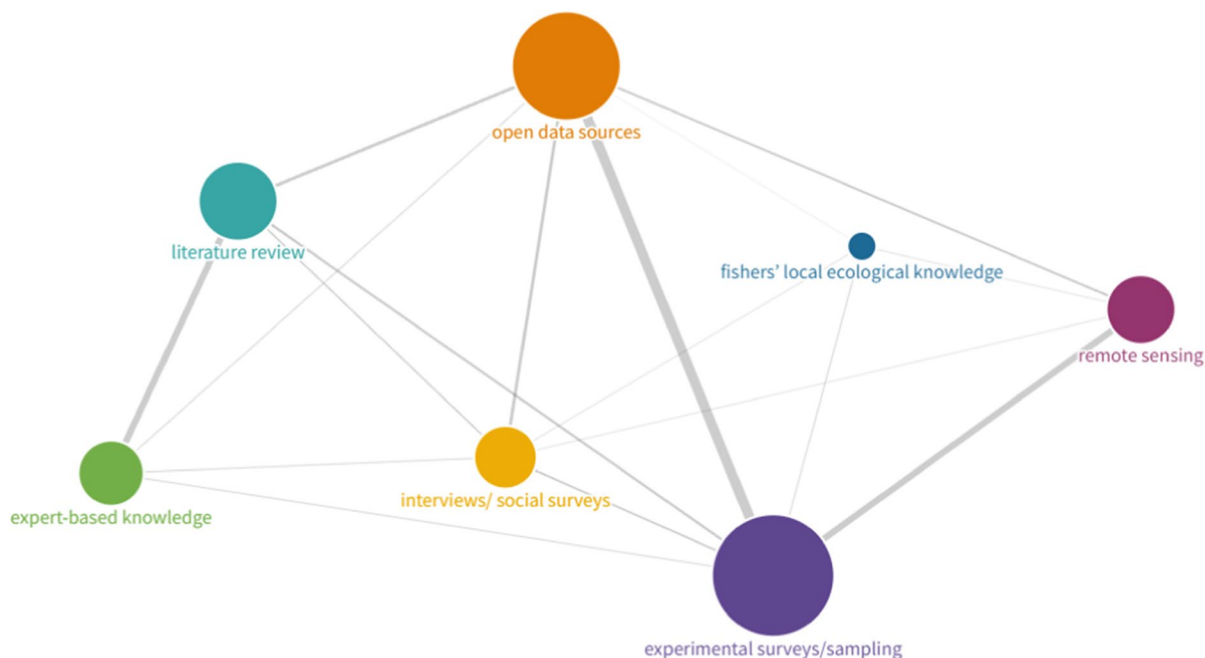 open data sources
literature review
fishers’ local ecological knowledge
remote sensing
interviews/ social surveys
expert-based knowledge
experimental surveys/sampling